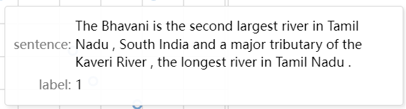 sentence: The Bhavani is the second largest river in Tamil
Nadu , South India and a major tributary of the
Kaveri River , the longest river in Tamil Nadu .
label: 1